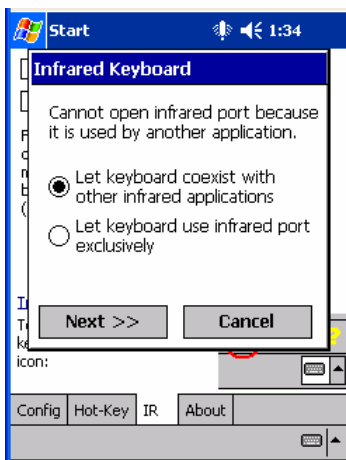 Start 1:34
Infrared Keyboard
Cannot open infrared port because
it is used by another application.
Let keyboard coexist with
other infrared applications
Let keyboard use infrared port
exclusively
Next >> Cancel
icon:
Config Hot-Key IR About